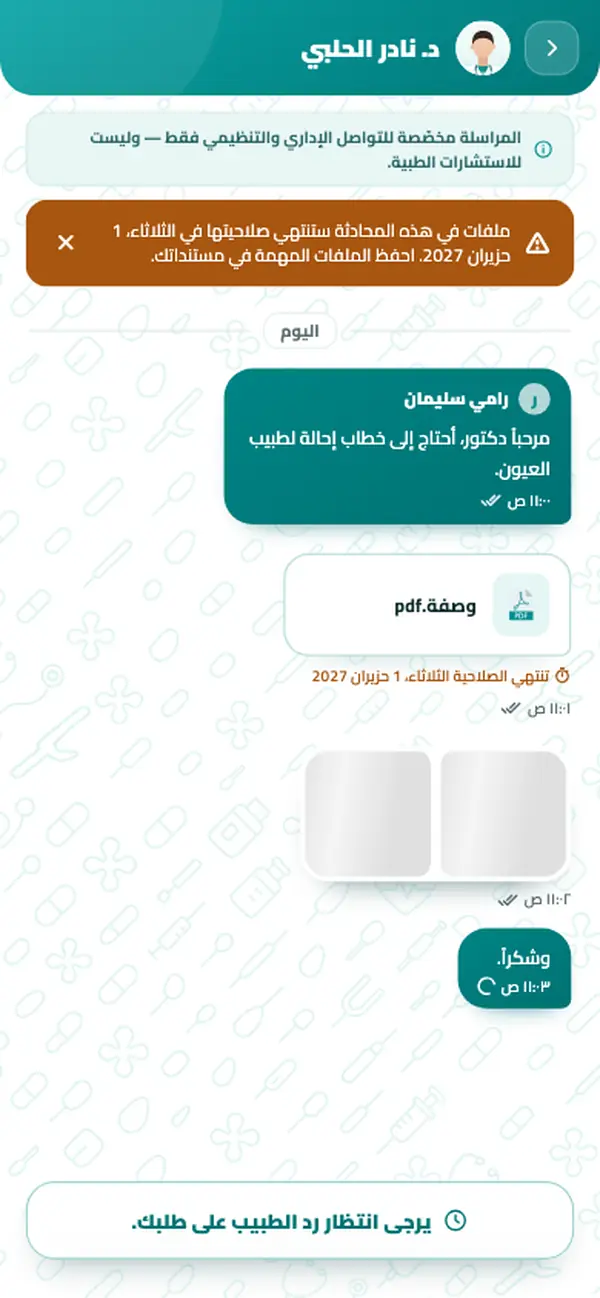 د. نادر الحلبي
المراسلة مخصّصة للتواصل الإداري والتنظيمي فقط — وليست
للاستشارات الطبية.
ملفات في هذه المحادثة ستنتهي صلاحيتها في الثلاثاء، 1
حزيران 2027. احفظ الملفات المهمة في مستنداتك.
اليوم
ر
رامي سليمان
مرحباً دكتور، أحتاج إلى خطاب إحالة لطبيب
العيون.
١١:٠٠ ص
PDF
وصفة.pdf
تنتهي الصلاحية الثلاثاء، 1 حزيران 2027
١١:٠١ ص
١١:٠٢ ص
وشكراً.
١١:٠٣ ص
يرجى انتظار رد الطبيب على طلبك.